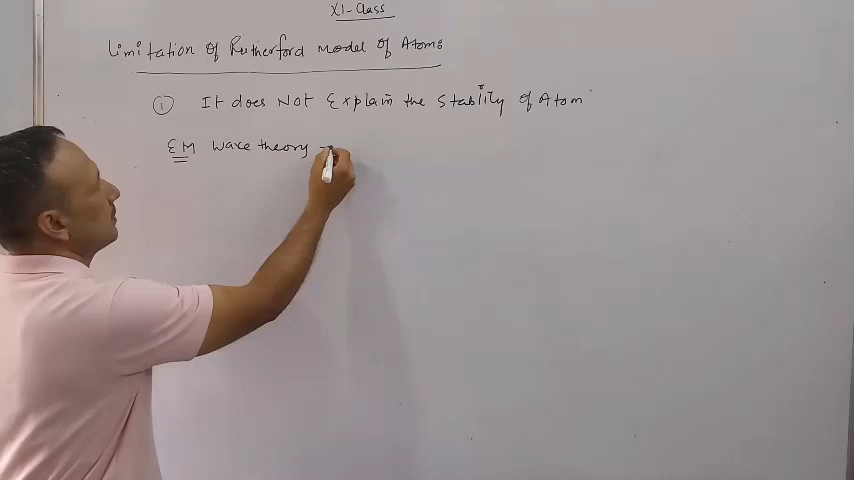 XI-Class
Limitation of Rutherford Model of Atom:
① It does Not Explain the Stability of Atom
EM Wave theory -